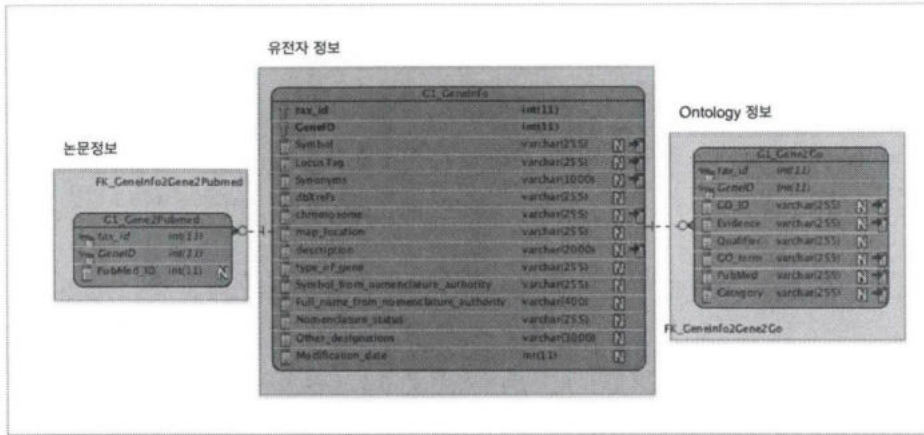 유전자 정보
G1_GeneInfo
tax_id int(11)
GeneID int(11)
Symbol varchar(255) N
LocusTag varchar(255) N
Synonyms varchar(1000) N
dbXrefs varchar(255) N
chromosome varchar(255) N
map_location varchar(255) N
description varchar(2000) N
type_of_gene varchar(255) N
Symbol_from_nomenclature_authority varchar(255) N
Full_name_from_nomenclature_authority varchar(400) N
Nomenclature_status varchar(255) N
Other_designations varchar(1000) N
Modification_date int(11) N
논문정보
FK_GeneInfo2Gene2Pubmed
G1_Gene2Pubmed
tax_id int(11)
GeneID int(11)
PubMed_ID int(11) N
Ontology 정보
G1_Gene2Go
tax_id int(11)
GeneID int(11)
GO_ID varchar(255) N
Evidence varchar(255) N
Qualifier varchar(255) N
GO_term varchar(255) N
PubMed varchar(255) N
Category varchar(255) N
FK_GeneInfo2Gene2Go